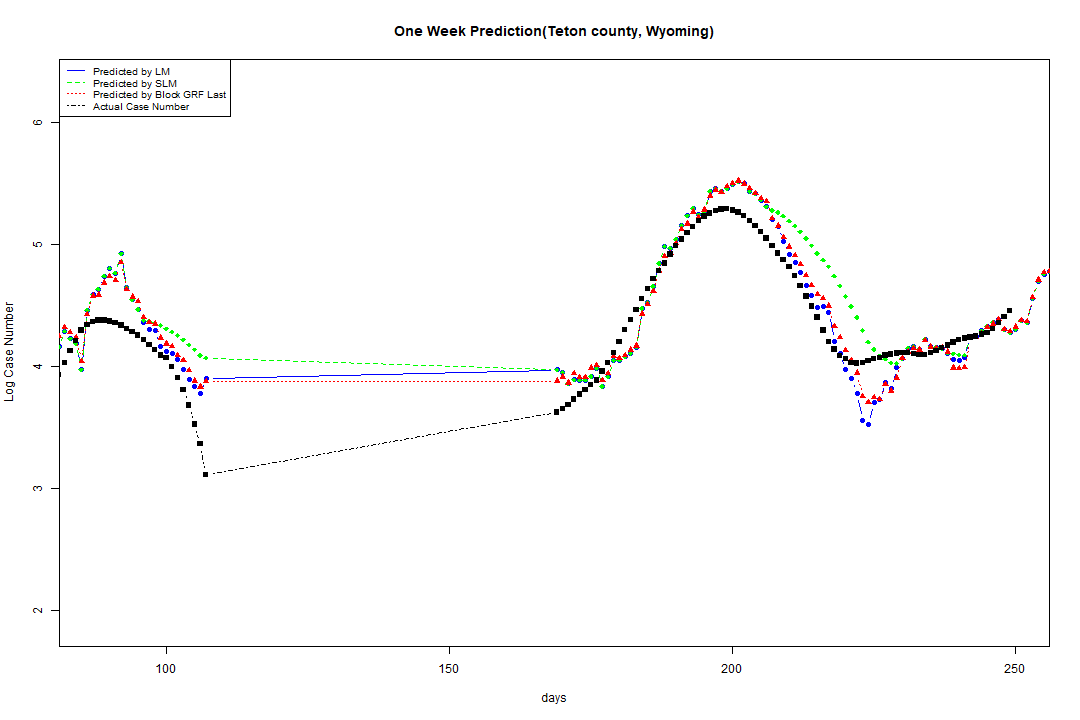 One Week Prediction(Teton county, Wyoming)
Predicted by LM
Predicted by SLM
Predicted by Block GRF Last
Actual Case Number
Log Case Number
6
5
4
3
2
100 150 200 250
days